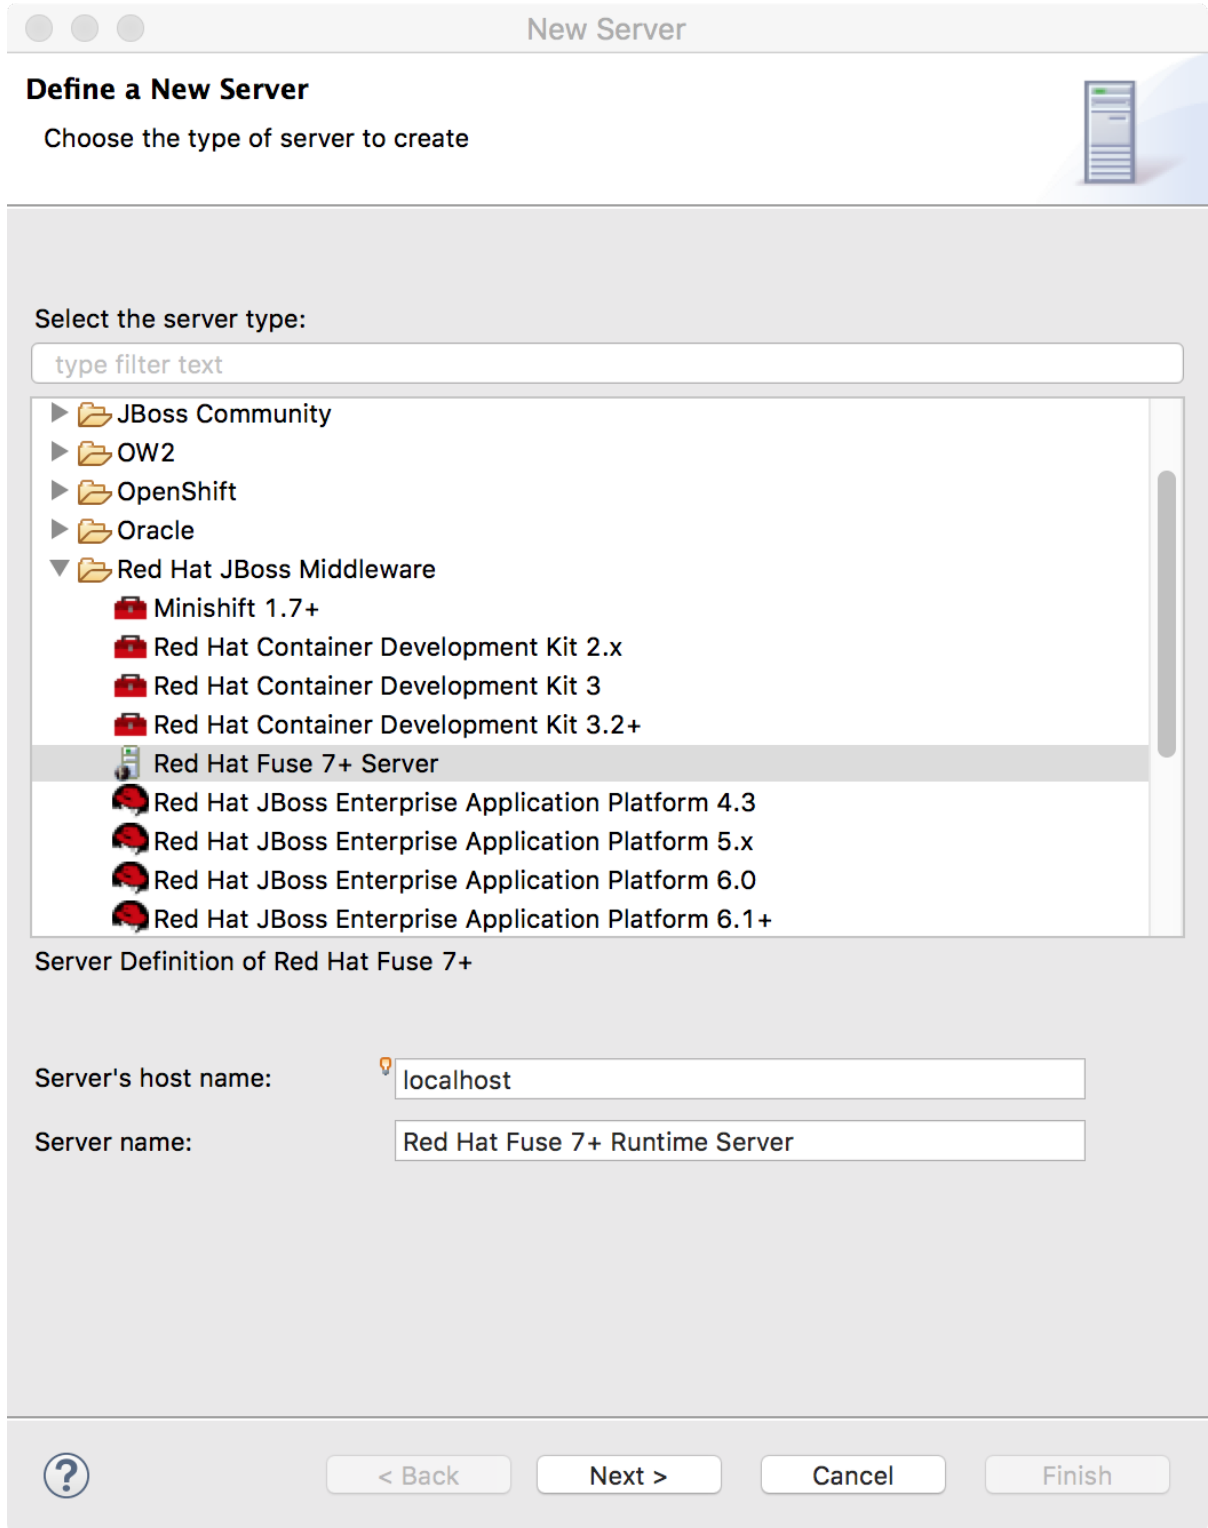 New Server
Define a New Server
Choose the type of server to create
Select the server type:
type filter text
JBoss Community
OW2
OpenShift
Oracle
Red Hat JBoss Middleware
Minishift 1.7+
Red Hat Container Development Kit 2.x
Red Hat Container Development Kit 3
Red Hat Container Development Kit 3.2+
Red Hat Fuse 7+ Server
Red Hat JBoss Enterprise Application Platform 4.3
Red Hat JBoss Enterprise Application Platform 5.x
Red Hat JBoss Enterprise Application Platform 6.0
Red Hat JBoss Enterprise Application Platform 6.1+
Server Definition of Red Hat Fuse 7+
Server's host name: localhost
Server name: Red Hat Fuse 7+ Runtime Server
? < Back Next > Cancel Finish